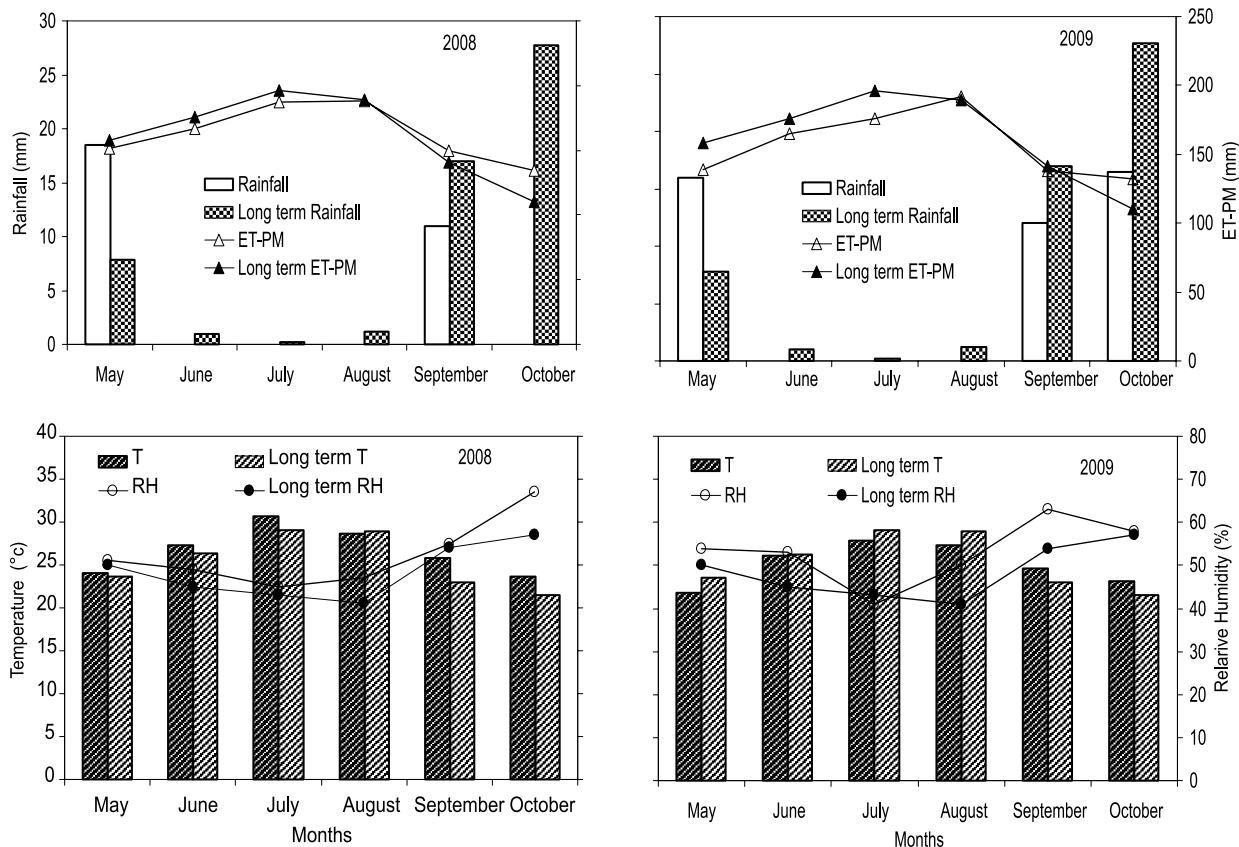 30
25
20
15
10
5
0
Rainfall (mm)
2008
Rainfall
Long term Rainfall
ET-PM
Long term ET-PM
May June July August September October
2009
Rainfall
Long term Rainfall
ET-PM
Long term ET-PM
May June July August September October
250
200
150
100
50
0
ET-PM (mm)
40
35
30
25
20
15
10
5
0
Temperature (°c)
T Long term T 2008
RH Long term RH
May June July August September October
Months
T Long term T 2009
RH Long term RH
May June July August September October
Months
80
70
60
50
40
30
20
10
0
Relarive Humidity (%)